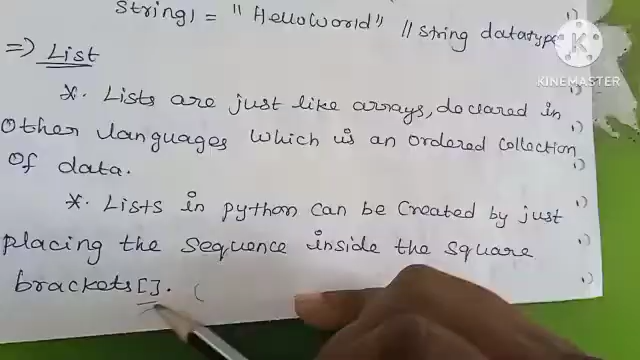 String1 = "HelloWorld" // string datatype
=> List
*. Lists are just like arrays, declared in
other languages which is an ordered collection
of data.
*. Lists in python can be created by just
placing the sequence inside the square
brackets[]. (
KINEMASTER